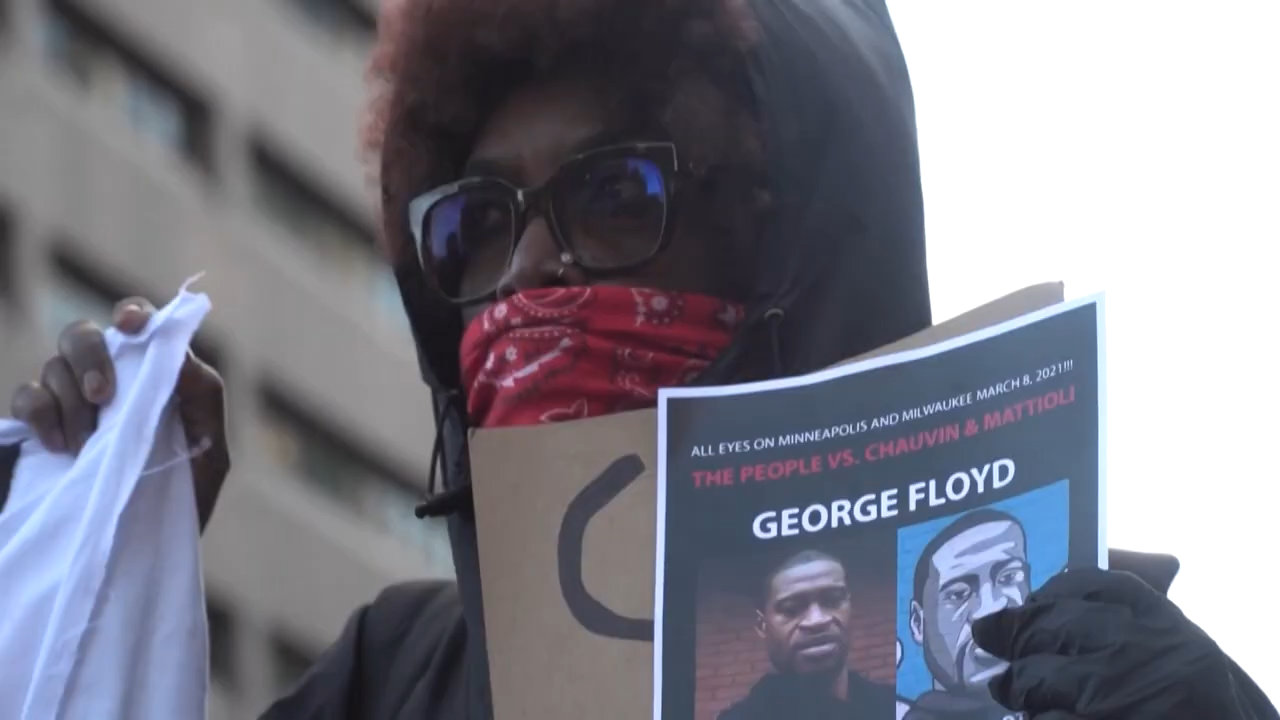 ALL EYES ON MINNEAPOLIS AND MILWAUKEE MARCH 8, 2021!!!
THE PEOPLE VS. CHAUVIN & MATTIOLI
GEORGE FLOYD
C